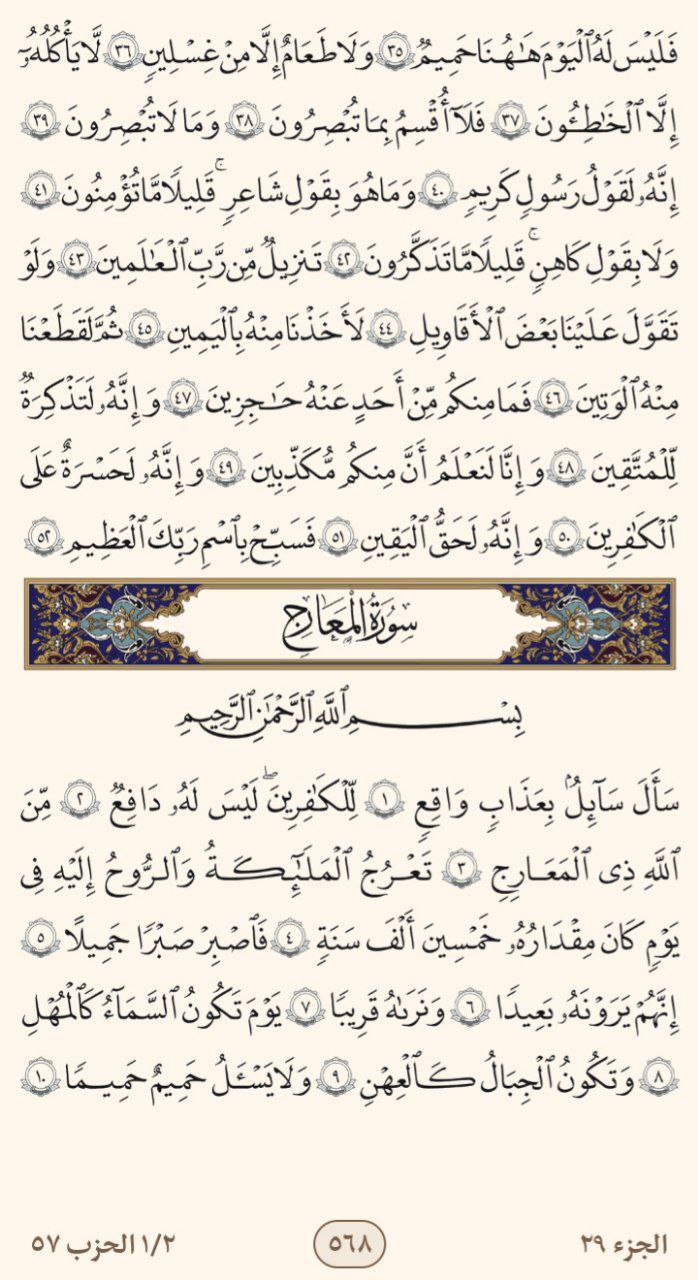 فَلَيْسَ لَهُ ٱلْيَوْمَ هَـٰهُنَا حَمِيمٌ ٣٥ وَلَا طَعَامٌ إِلَّا مِنْ غِسْلِينٍ ٣٦ لَّا يَأْكُلُهُۥٓ
إِلَّا ٱلْخَـٰطِـُٔونَ ٣٧ فَلَآ أُقْسِمُ بِمَا تُبْصِرُونَ ٣٨ وَمَا لَا تُبْصِرُونَ ٣٩
إِنَّهُۥ لَقَوْلُ رَسُولٍ كَرِيمٍ ٤٠ وَمَا هُوَ بِقَوْلِ شَاعِرٍ ۚ قَلِيلًا مَّا تُؤْمِنُونَ ٤١
وَلَا بِقَوْلِ كَاهِنٍ ۚ قَلِيلًا مَّا تَذَكَّرُونَ ٤٢ تَنزِيلٌ مِّن رَّبِّ ٱلْعَـٰلَمِينَ ٤٣ وَلَوْ
تَقَوَّلَ عَلَيْنَا بَعْضَ ٱلْأَقَاوِيلِ ٤٤ لَأَخَذْنَا مِنْهُ بِٱلْيَمِينِ ٤٥ ثُمَّ لَقَطَعْنَا
مِنْهُ ٱلْوَتِينَ ٤٦ فَمَا مِنكُم مِّنْ أَحَدٍ عَنْهُ حَـٰجِزِينَ ٤٧ وَإِنَّهُۥ لَتَذْكِرَةٌ
لِّلْمُتَّقِينَ ٤٨ وَإِنَّا لَنَعْلَمُ أَنَّ مِنكُم مُّكَذِّبِينَ ٤٩ وَإِنَّهُۥ لَحَسْرَةٌ عَلَى
ٱلْكَـٰفِرِينَ ٥٠ وَإِنَّهُۥ لَحَقُّ ٱلْيَقِينِ ٥١ فَسَبِّحْ بِٱسْمِ رَبِّكَ ٱلْعَظِيمِ ٥٢
سُورَةُ الْمَعَارِجِ
بِسْمِ ٱللَّهِ ٱلرَّحْمَـٰنِ ٱلرَّحِيمِ
سَأَلَ سَآئِلٌۢ بِعَذَابٍ وَاقِعٍ ١ لِّلْكَـٰفِرِينَ ۖ لَيْسَ لَهُۥ دَافِعٌ ٢ مِّنَ
ٱللَّهِ ذِى ٱلْمَعَارِجِ ٣ تَعْرُجُ ٱلْمَلَـٰٓئِكَةُ وَٱلرُّوحُ إِلَيْهِ فِى
يَوْمٍ كَانَ مِقْدَارُهُۥ خَمْسِينَ أَلْفَ سَنَةٍ ٤ فَٱصْبِرْ صَبْرًا جَمِيلًا ٥
إِنَّهُمْ يَرَوْنَهُۥ بَعِيدًا ٦ وَنَرَىٰهُ قَرِيبًا ٧ يَوْمَ تَكُونُ ٱلسَّمَآءُ كَٱلْمُهْلِ
٨ وَتَكُونُ ٱلْجِبَالُ كَٱلْعِهْنِ ٩ وَلَا يَسْـَٔلُ حَمِيمٌ حَمِيمًا ١٠
الجزء ٢٩ ٥٦٨ ١/٢ الحزب ٥٧